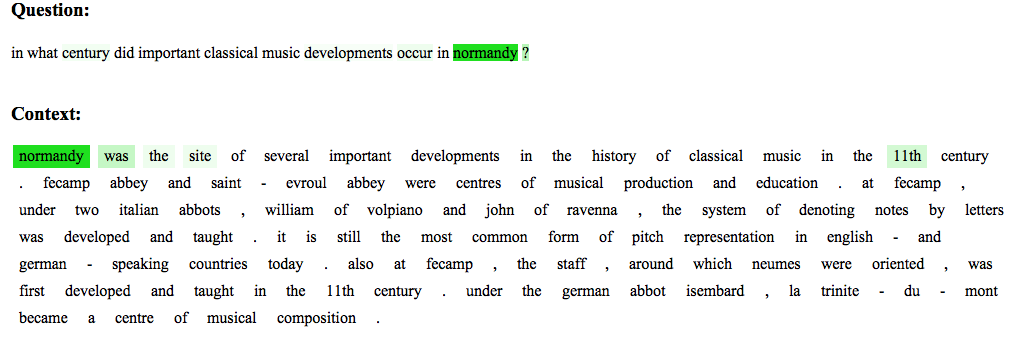 Question:
in what century did important classical music developments occur in normandy ?
Context:
normandy was the site of several important developments in the history of classical music in the 11th century
. fecamp abbey and saint - evroul abbey were centres of musical production and education . at fecamp ,
under two italian abbots , william of volpiano and john of ravenna , the system of denoting notes by letters
was developed and taught . it is still the most common form of pitch representation in english - and
german - speaking countries today . also at fecamp , the staff , around which neumes were oriented , was
first developed and taught in the 11th century . under the german abbot isembard , la trinite - du - mont
became a centre of musical composition .